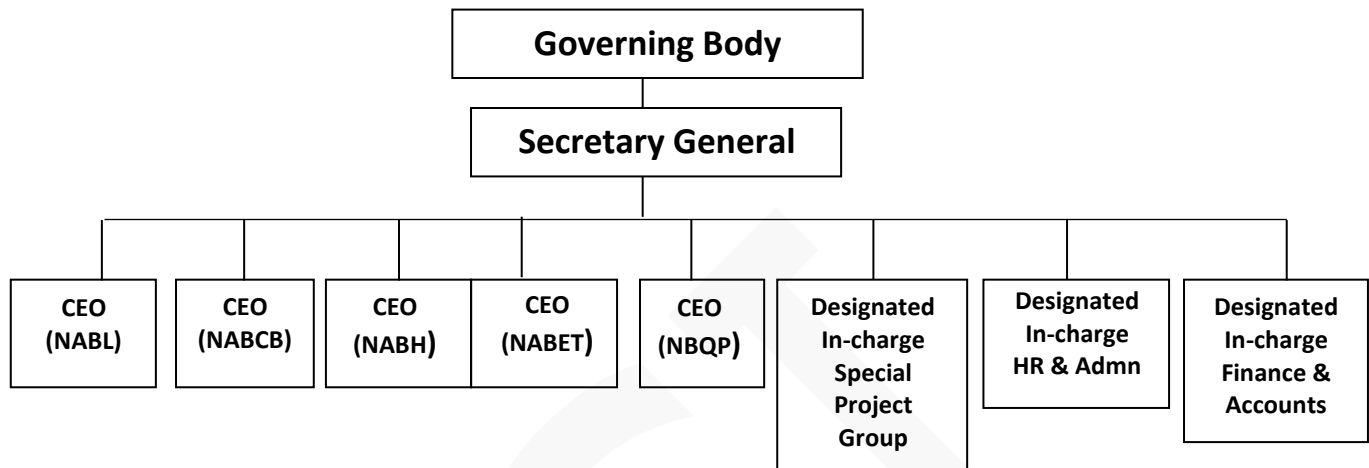 Governing Body
Secretary General
CEO
(NABL)
CEO
(NABCB)
CEO
(NABH)
CEO
(NABET)
CEO
(NBQP)
Designated
In-charge
Special
Project
Group
Designated
In-charge
HR & Admn
Designated
In-charge
Finance &
Accounts